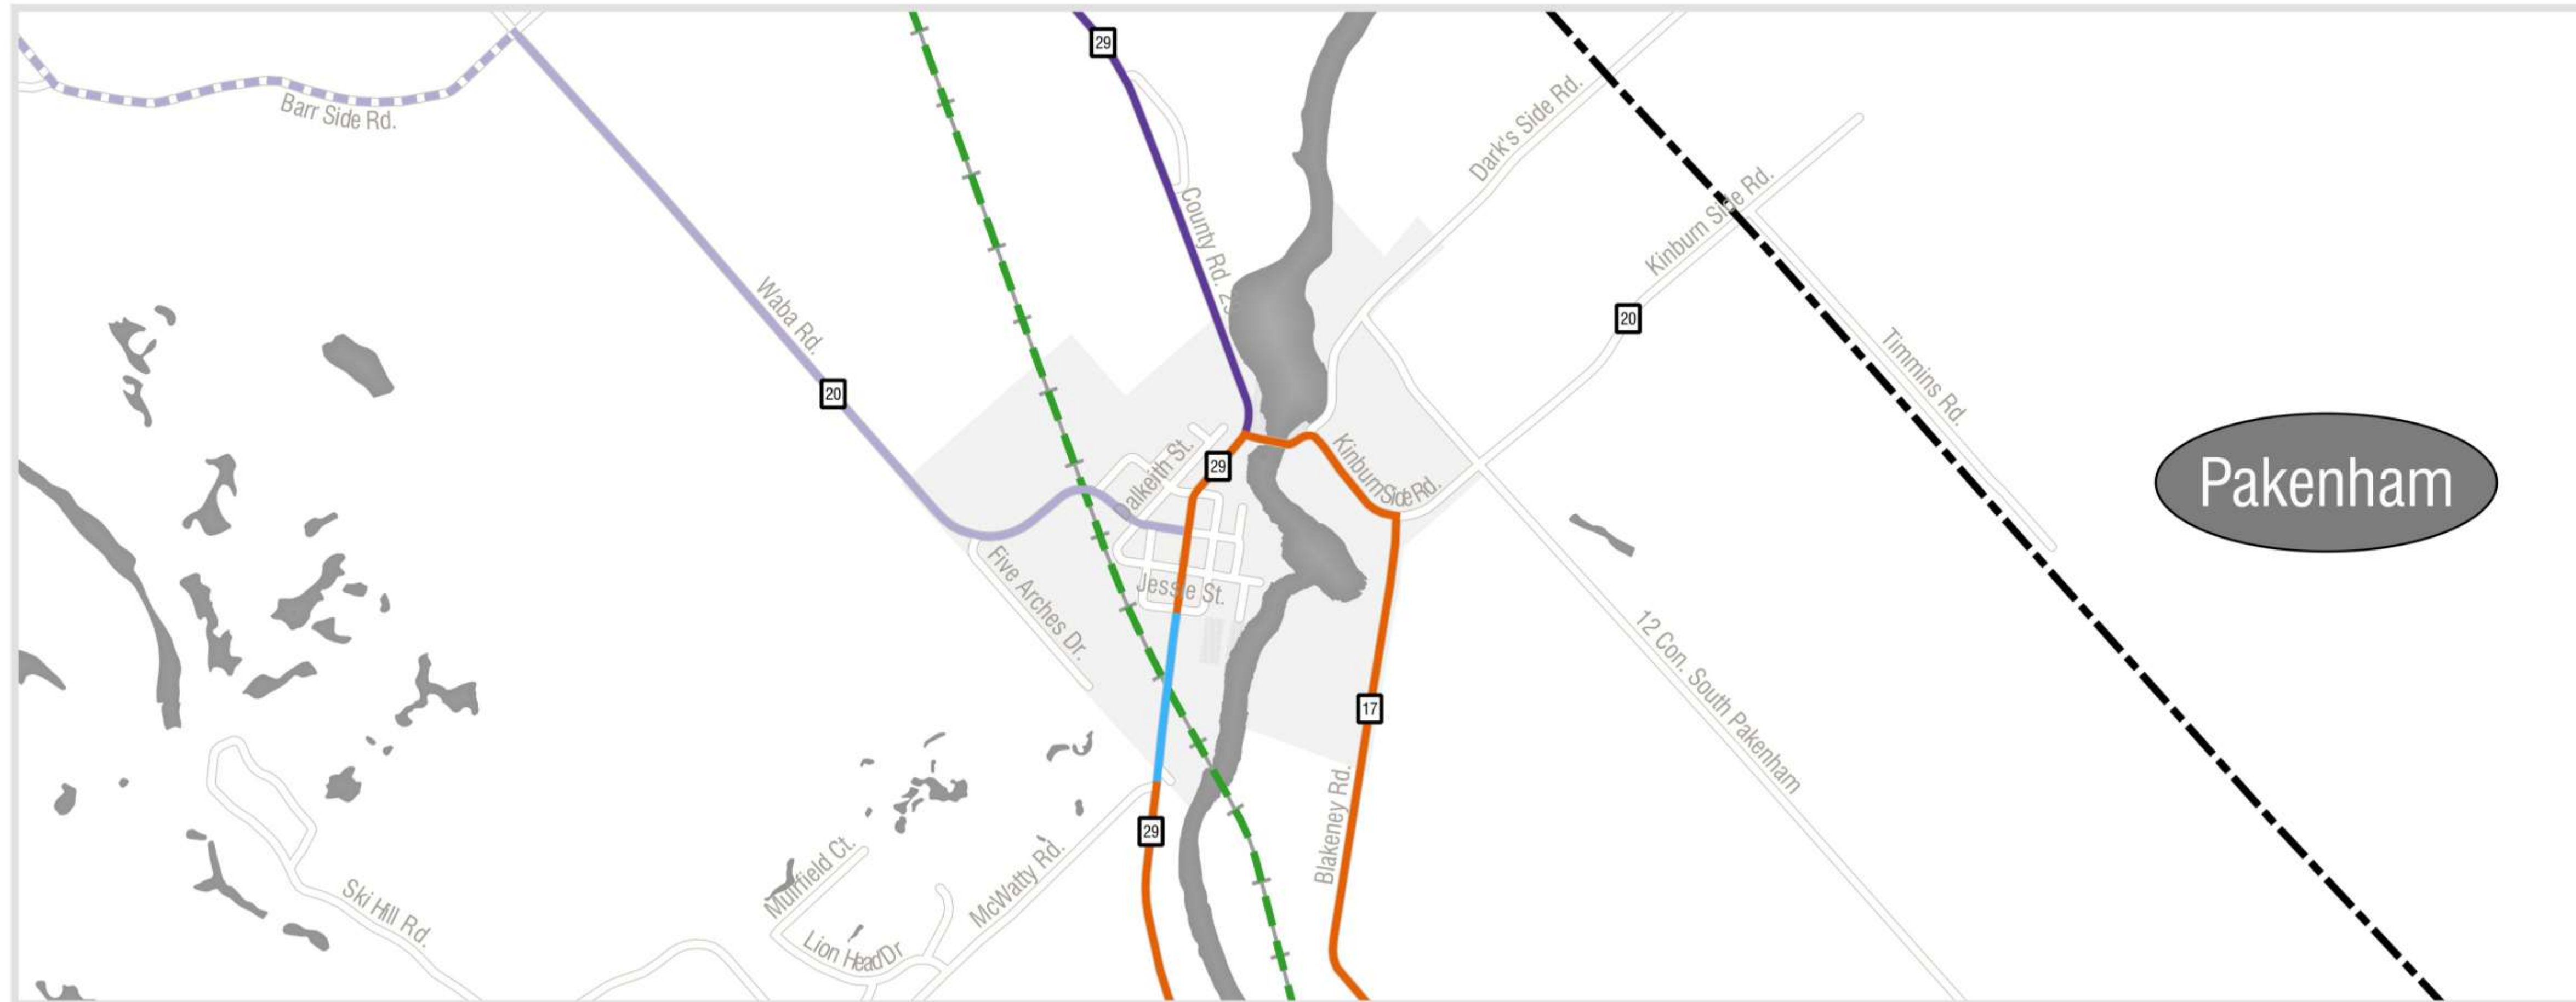 29
Barr Side Rd.
Dark's Side Rd.
Kinburn Side Rd.
County Rd. 29
Waba Rd.
20
20
Timmins Rd.
Dalkeith St.
29
Kinburn Side Rd.
Pakenham
Five Arches Dr.
Jessie St.
12 Con. South Pakenham
17
Blakeney Rd.
29
Muirfield Ct.
McWatty Rd.
Ski Hill Rd.
Lion Head Dr